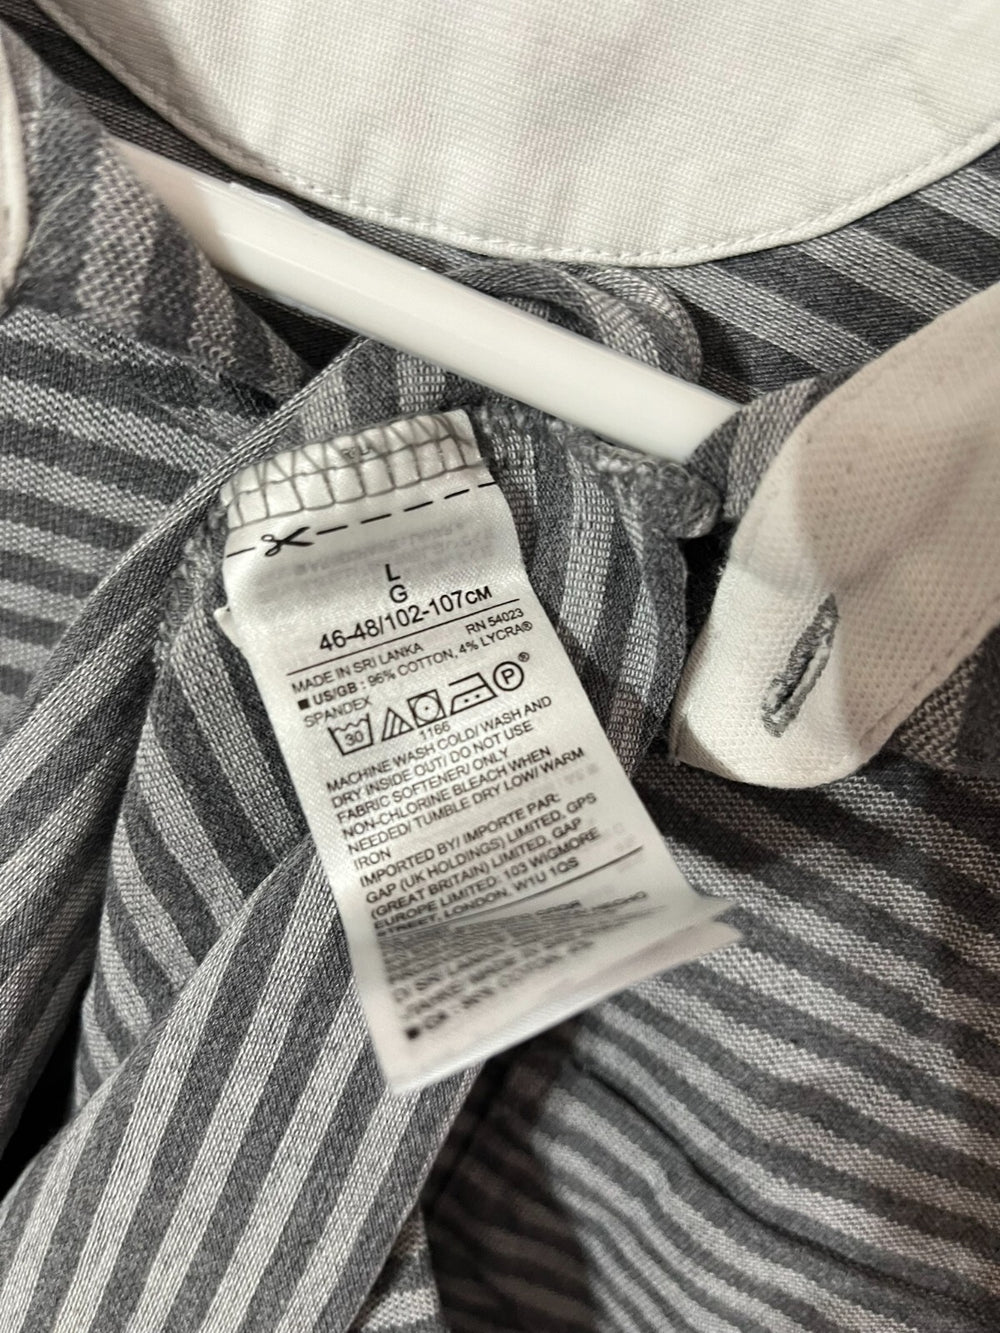 L
G
46-48/102-107CM
RN 54023
MADE IN SRI LANKA
■ US/GB : 96% COTTON, 4% LYCRA®
SPANDEX
30 P ®
1166
MACHINE WASH COLD/ WASH AND
DRY INSIDE OUT/ DO NOT USE
FABRIC SOFTENER/ ONLY
NON-CHLORINE BLEACH WHEN
NEEDED/ TUMBLE DRY LOW/ WARM
IRON
IMPORTED BY/ IMPORTE PAR:
GAP (UK HOLDINGS) LIMITED, GPS
(GREAT BRITAIN) LIMITED, GAP
EUROPE LIMITED, 103 WIGMORE
STREET, LONDON, W1U 1QS